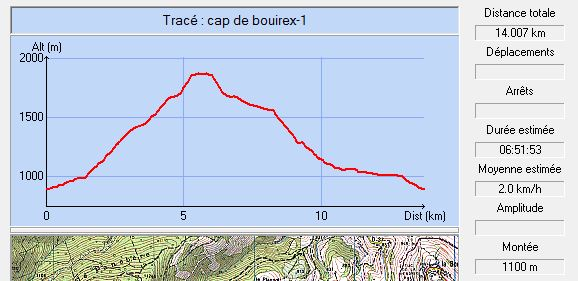 Tracé : cap de bouirex-1
Alt (m)
2000
1500
1000
0
5
10
Dist (km)
Distance totale
14.007 km
Déplacements
Arrêts
Durée estimée
06:51:53
Moyenne estimée
2.0 km/h
Amplitude
Montée
1100 m